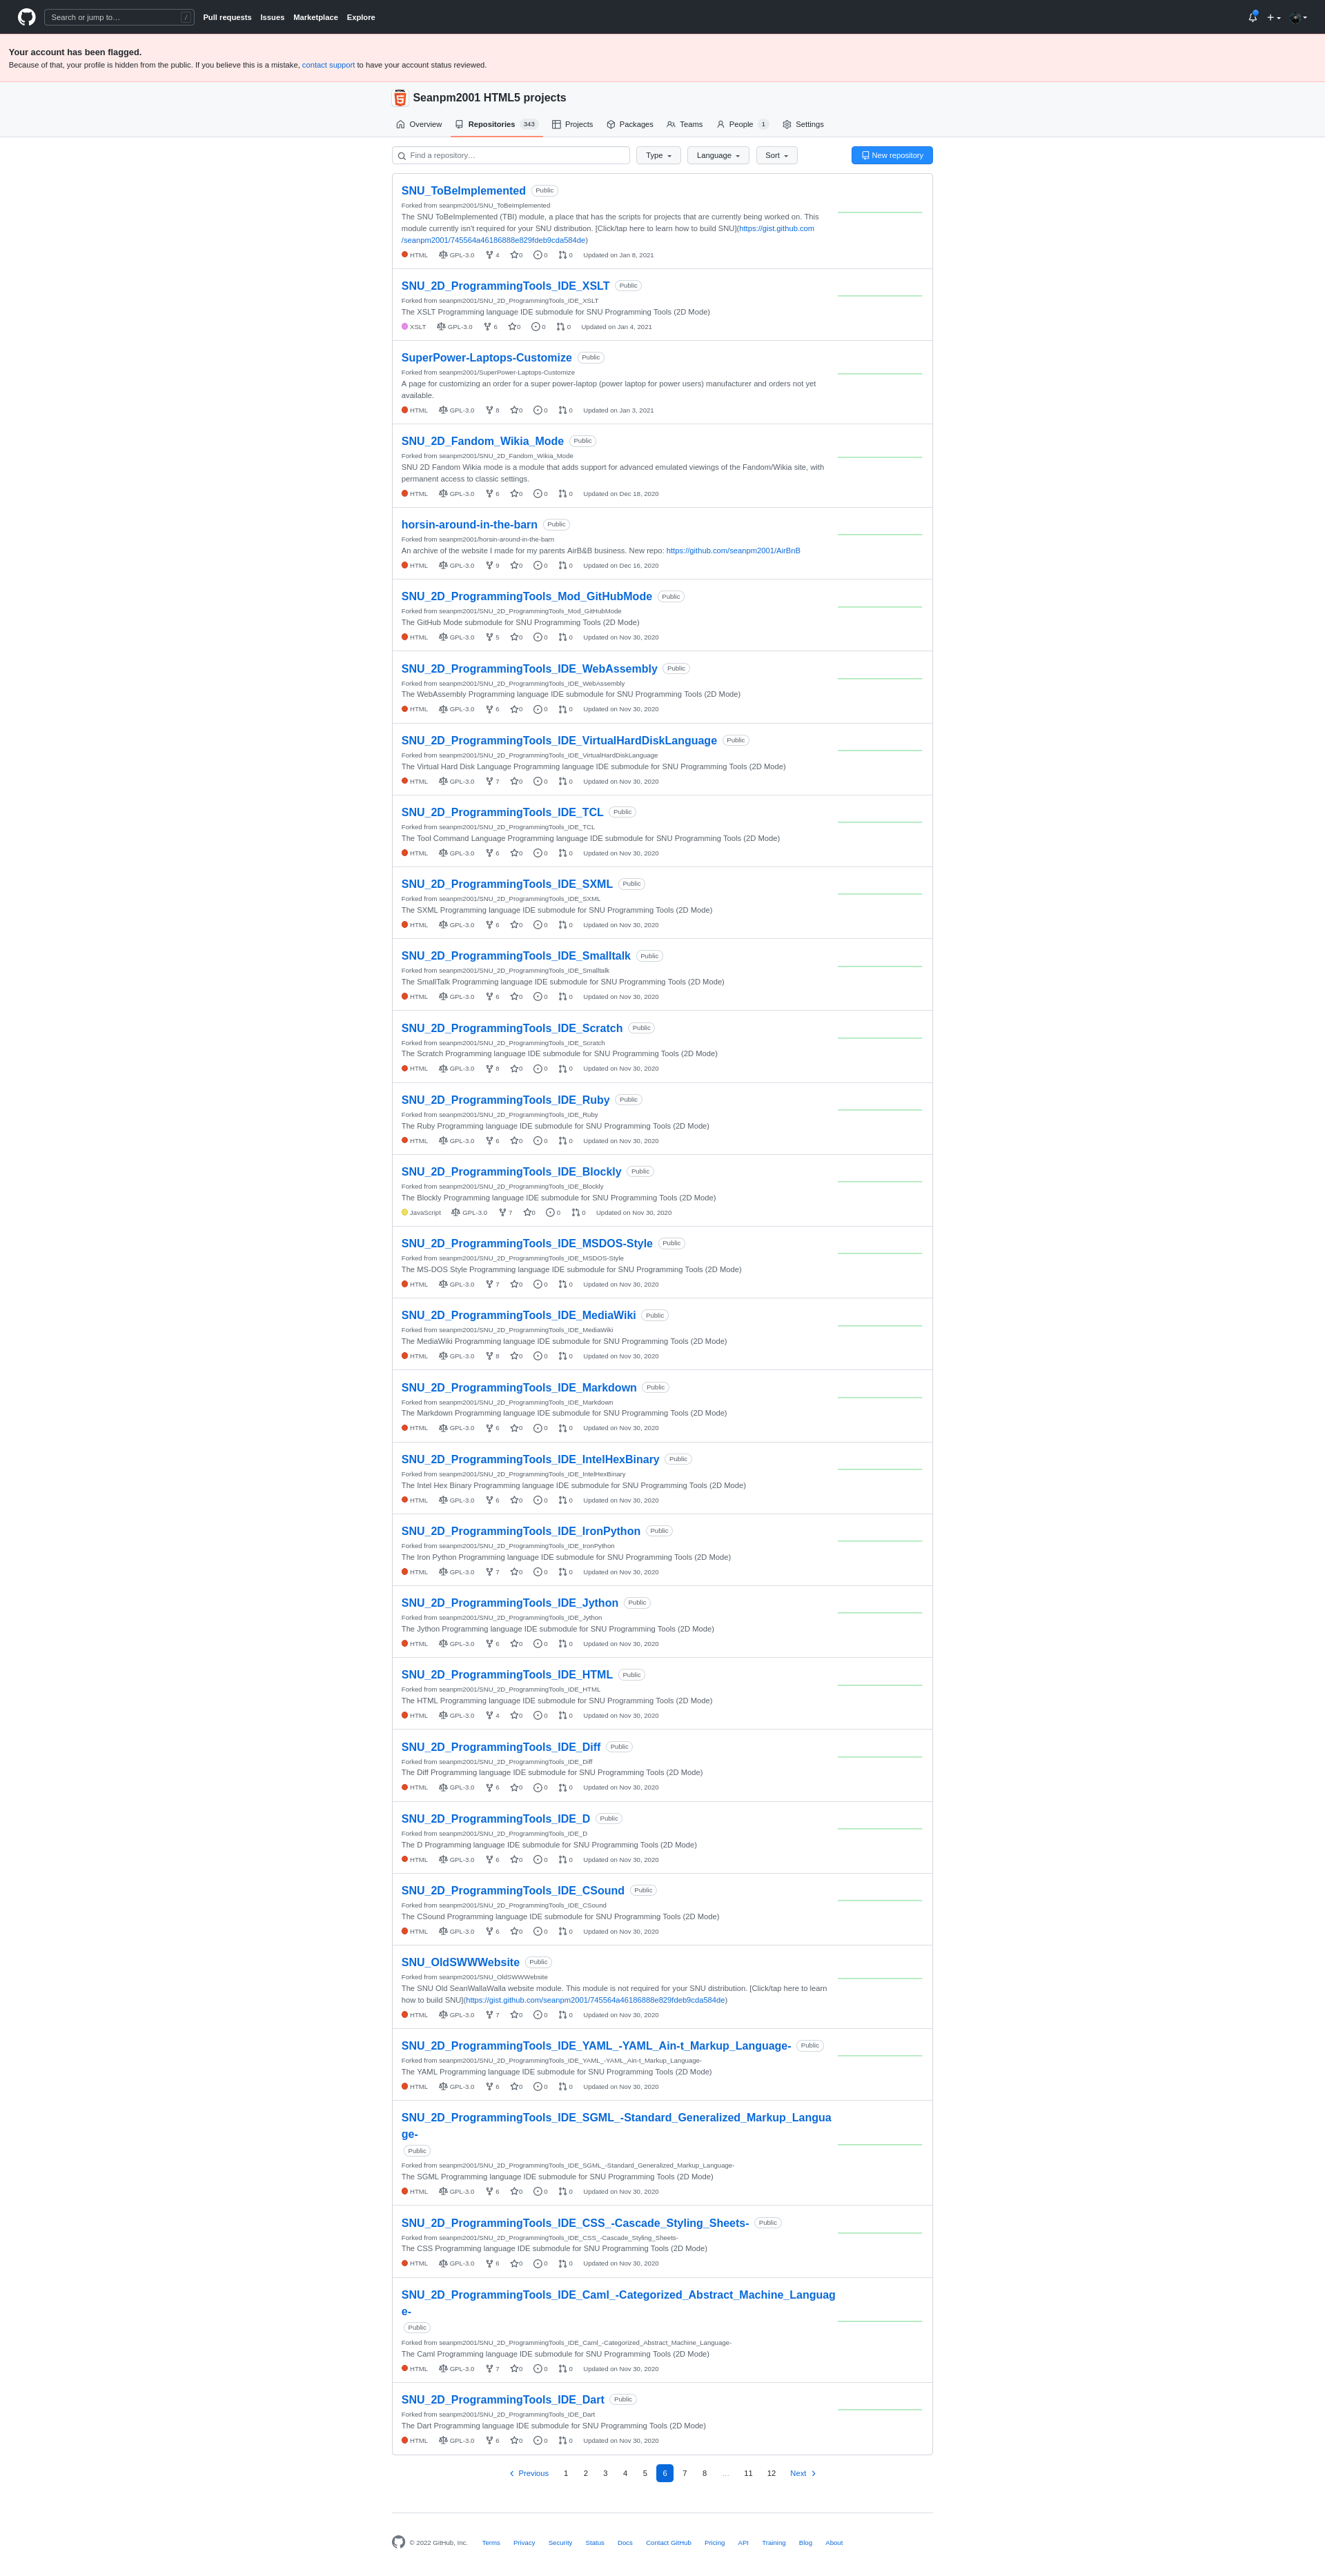 Search or jump to… /
Pull requests Issues Marketplace Explore
Your account has been flagged.
Because of that, your profile is hidden from the public. If you believe this is a mistake, contact support to have your account status reviewed.
Seanpm2001 HTML5 projects
Overview Repositories 343 Projects Packages Teams People 1 Settings
Find a repository… Type Language Sort New repository
SNU_ToBeImplemented Public
Forked from seanpm2001/SNU_ToBeImplemented
The SNU ToBeImplemented (TBI) module, a place that has the scripts for projects that are currently being worked on. This
module currently isn't required for your SNU distribution. [Click/tap here to learn how to build SNU](https://gist.github.com
/seanpm2001/745564a46186888e829fdeb9cda584de)
HTML GPL-3.0 4 0 0 0 Updated on Jan 8, 2021
SNU_2D_ProgrammingTools_IDE_XSLT Public
Forked from seanpm2001/SNU_2D_ProgrammingTools_IDE_XSLT
The XSLT Programming language IDE submodule for SNU Programming Tools (2D Mode)
XSLT GPL-3.0 6 0 0 0 Updated on Jan 4, 2021
SuperPower-Laptops-Customize Public
Forked from seanpm2001/SuperPower-Laptops-Customize
A page for customizing an order for a super power-laptop (power laptop for power users) manufacturer and orders not yet
available.
HTML GPL-3.0 8 0 0 0 Updated on Jan 3, 2021
SNU_2D_Fandom_Wikia_Mode Public
Forked from seanpm2001/SNU_2D_Fandom_Wikia_Mode
SNU 2D Fandom Wikia mode is a module that adds support for advanced emulated viewings of the Fandom/Wikia site, with
permenant access to classic settings.
HTML GPL-3.0 6 0 0 0 Updated on Dec 18, 2020
horsin-around-in-the-barn Public
Forked from seanpm2001/horsin-around-in-the-barn
An archive of the website I made for my parents AirB&B business. New repo: https://github.com/seanpm2001/AirBnB
HTML GPL-3.0 9 0 0 0 Updated on Dec 16, 2020
SNU_2D_ProgrammingTools_Mod_GitHubMode Public
Forked from seanpm2001/SNU_2D_ProgrammingTools_Mod_GitHubMode
The GitHub Mode submodule for SNU Programming Tools (2D Mode)
HTML GPL-3.0 5 0 0 0 Updated on Nov 30, 2020
SNU_2D_ProgrammingTools_IDE_WebAssembly Public
Forked from seanpm2001/SNU_2D_ProgrammingTools_IDE_WebAssembly
The WebAssembly Programming language IDE submodule for SNU Programming Tools (2D Mode)
HTML GPL-3.0 6 0 0 0 Updated on Nov 30, 2020
SNU_2D_ProgrammingTools_IDE_VirtualHardDiskLanguage Public
Forked from seanpm2001/SNU_2D_ProgrammingTools_IDE_VirtualHardDiskLanguage
The Virtual Hard Disk Language Programming language IDE submodule for SNU Programming Tools (2D Mode)
HTML GPL-3.0 7 0 0 0 Updated on Nov 30, 2020
SNU_2D_ProgrammingTools_IDE_TCL Public
Forked from seanpm2001/SNU_2D_ProgrammingTools_IDE_TCL
The Tool Command Language Programming language IDE submodule for SNU Programming Tools (2D Mode)
HTML GPL-3.0 6 0 0 0 Updated on Nov 30, 2020
SNU_2D_ProgrammingTools_IDE_SXML Public
Forked from seanpm2001/SNU_2D_ProgrammingTools_IDE_SXML
The SXML Programming language IDE submodule for SNU Programming Tools (2D Mode)
HTML GPL-3.0 6 0 0 0 Updated on Nov 30, 2020
SNU_2D_ProgrammingTools_IDE_Smalltalk Public
Forked from seanpm2001/SNU_2D_ProgrammingTools_IDE_Smalltalk
The SmallTalk Programming language IDE submodule for SNU Programming Tools (2D Mode)
HTML GPL-3.0 6 0 0 0 Updated on Nov 30, 2020
SNU_2D_ProgrammingTools_IDE_Scratch Public
Forked from seanpm2001/SNU_2D_ProgrammingTools_IDE_Scratch
The Scratch Programming language IDE submodule for SNU Programming Tools (2D Mode)
HTML GPL-3.0 8 0 0 0 Updated on Nov 30, 2020
SNU_2D_ProgrammingTools_IDE_Ruby Public
Forked from seanpm2001/SNU_2D_ProgrammingTools_IDE_Ruby
The Ruby Programming language IDE submodule for SNU Programming Tools (2D Mode)
HTML GPL-3.0 6 0 0 0 Updated on Nov 30, 2020
SNU_2D_ProgrammingTools_IDE_Blockly Public
Forked from seanpm2001/SNU_2D_ProgrammingTools_IDE_Blockly
The Blockly Programming language IDE submodule for SNU Programming Tools (2D Mode)
JavaScript GPL-3.0 7 0 0 0 Updated on Nov 30, 2020
SNU_2D_ProgrammingTools_IDE_MSDOS-Style Public
Forked from seanpm2001/SNU_2D_ProgrammingTools_IDE_MSDOS-Style
The MS-DOS Style Programming language IDE submodule for SNU Programming Tools (2D Mode)
HTML GPL-3.0 7 0 0 0 Updated on Nov 30, 2020
SNU_2D_ProgrammingTools_IDE_MediaWiki Public
Forked from seanpm2001/SNU_2D_ProgrammingTools_IDE_MediaWiki
The MediaWiki Programming language IDE submodule for SNU Programming Tools (2D Mode)
HTML GPL-3.0 8 0 0 0 Updated on Nov 30, 2020
SNU_2D_ProgrammingTools_IDE_Markdown Public
Forked from seanpm2001/SNU_2D_ProgrammingTools_IDE_Markdown
The Markdown Programming language IDE submodule for SNU Programming Tools (2D Mode)
HTML GPL-3.0 6 0 0 0 Updated on Nov 30, 2020
SNU_2D_ProgrammingTools_IDE_IntelHexBinary Public
Forked from seanpm2001/SNU_2D_ProgrammingTools_IDE_IntelHexBinary
The Intel Hex Binary Programming language IDE submodule for SNU Programming Tools (2D Mode)
HTML GPL-3.0 6 0 0 0 Updated on Nov 30, 2020
SNU_2D_ProgrammingTools_IDE_IronPython Public
Forked from seanpm2001/SNU_2D_ProgrammingTools_IDE_IronPython
The Iron Python Programming language IDE submodule for SNU Programming Tools (2D Mode)
HTML GPL-3.0 7 0 0 0 Updated on Nov 30, 2020
SNU_2D_ProgrammingTools_IDE_Jython Public
Forked from seanpm2001/SNU_2D_ProgrammingTools_IDE_Jython
The Jython Programming language IDE submodule for SNU Programming Tools (2D Mode)
HTML GPL-3.0 6 0 0 0 Updated on Nov 30, 2020
SNU_2D_ProgrammingTools_IDE_HTML Public
Forked from seanpm2001/SNU_2D_ProgrammingTools_IDE_HTML
The HTML Programming language IDE submodule for SNU Programming Tools (2D Mode)
HTML GPL-3.0 4 0 0 0 Updated on Nov 30, 2020
SNU_2D_ProgrammingTools_IDE_Diff Public
Forked from seanpm2001/SNU_2D_ProgrammingTools_IDE_Diff
The Diff Programming language IDE submodule for SNU Programming Tools (2D Mode)
HTML GPL-3.0 6 0 0 0 Updated on Nov 30, 2020
SNU_2D_ProgrammingTools_IDE_D Public
Forked from seanpm2001/SNU_2D_ProgrammingTools_IDE_D
The D Programming language IDE submodule for SNU Programming Tools (2D Mode)
HTML GPL-3.0 6 0 0 0 Updated on Nov 30, 2020
SNU_2D_ProgrammingTools_IDE_CSound Public
Forked from seanpm2001/SNU_2D_ProgrammingTools_IDE_CSound
The CSound Programming language IDE submodule for SNU Programming Tools (2D Mode)
HTML GPL-3.0 6 0 0 0 Updated on Nov 30, 2020
SNU_OldSWWWebsite Public
Forked from seanpm2001/SNU_OldSWWWebsite
The SNU Old SeanWallaWalla website module. This module is not required for your SNU distribution. [Click/tap here to learn
how to build SNU](https://gist.github.com/seanpm2001/745564a46186888e829fdeb9cda584de)
HTML GPL-3.0 7 0 0 0 Updated on Nov 30, 2020
SNU_2D_ProgrammingTools_IDE_YAML_-YAML_Ain-t_Markup_Language- Public
Forked from seanpm2001/SNU_2D_ProgrammingTools_IDE_YAML_-YAML_Ain-t_Markup_Language-
The YAML Programming language IDE submodule for SNU Programming Tools (2D Mode)
HTML GPL-3.0 6 0 0 0 Updated on Nov 30, 2020
SNU_2D_ProgrammingTools_IDE_SGML_-Standard_Generalized_Markup_Langua
ge-
Public
Forked from seanpm2001/SNU_2D_ProgrammingTools_IDE_SGML_-Standard_Generalized_Markup_Language-
The SGML Programming language IDE submodule for SNU Programming Tools (2D Mode)
HTML GPL-3.0 6 0 0 0 Updated on Nov 30, 2020
SNU_2D_ProgrammingTools_IDE_CSS_-Cascade_Styling_Sheets- Public
Forked from seanpm2001/SNU_2D_ProgrammingTools_IDE_CSS_-Cascade_Styling_Sheets-
The CSS Programming language IDE submodule for SNU Programming Tools (2D Mode)
HTML GPL-3.0 6 0 0 0 Updated on Nov 30, 2020
SNU_2D_ProgrammingTools_IDE_Caml_-Categorized_Abstract_Machine_Languag
e-
Public
Forked from seanpm2001/SNU_2D_ProgrammingTools_IDE_Caml_-Categorized_Abstract_Machine_Language-
The Caml Programming language IDE submodule for SNU Programming Tools (2D Mode)
HTML GPL-3.0 7 0 0 0 Updated on Nov 30, 2020
SNU_2D_ProgrammingTools_IDE_Dart Public
Forked from seanpm2001/SNU_2D_ProgrammingTools_IDE_Dart
The Dart Programming language IDE submodule for SNU Programming Tools (2D Mode)
HTML GPL-3.0 6 0 0 0 Updated on Nov 30, 2020
Previous 1 2 3 4 5 6 7 8 … 11 12 Next
© 2022 GitHub, Inc. Terms Privacy Security Status Docs Contact GitHub Pricing API Training Blog About